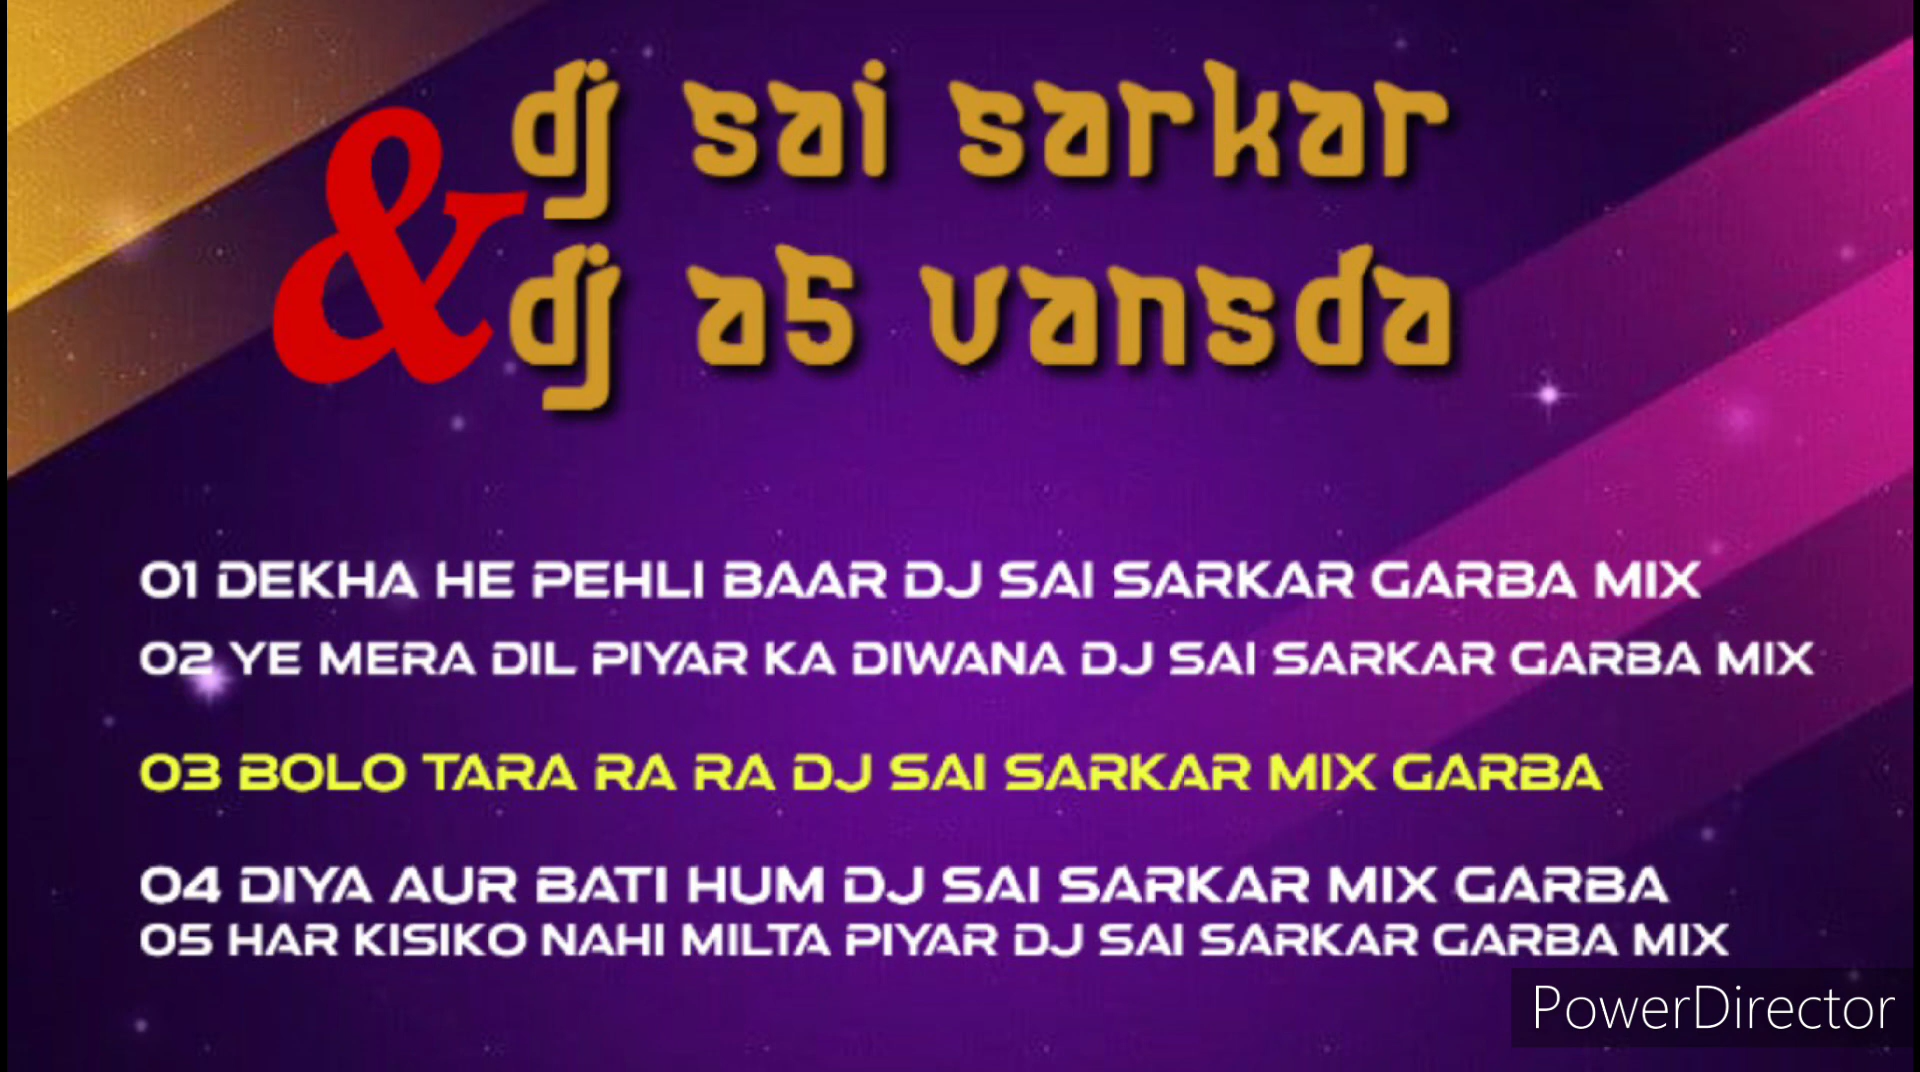 dj sai sarkar
&
dj a5 vansda
01 DEKHA HE PEHLI BAAR DJ SAI SARKAR GARBA MIX
02 YE MERA DIL PIYAR KA DIWANA DJ SAI SARKAR GARBA MIX
03 BOLO TARA RA RA DJ SAI SARKAR MIX GARBA
04 DIYA AUR BATI HUM DJ SAI SARKAR MIX GARBA
05 HAR KISIKO NAHI MILTA PIYAR DJ SAI SARKAR GARBA MIX
PowerDirector